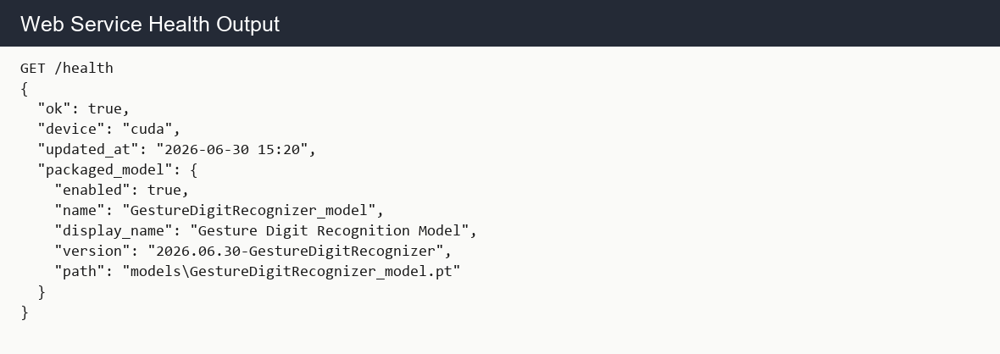 Web Service Health Output
GET /health
{
  "ok": true,
  "device": "cuda",
  "updated_at": "2026-06-30 15:20",
  "packaged_model": {
    "enabled": true,
    "name": "GestureDigitRecognizer_model",
    "display_name": "Gesture Digit Recognition Model",
    "version": "2026.06.30-GestureDigitRecognizer",
    "path": "models\GestureDigitRecognizer_model.pt"
  }
}